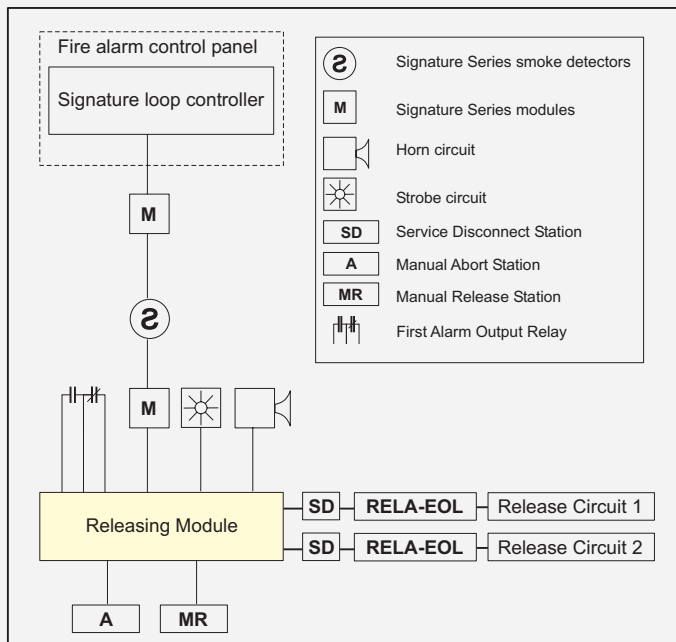 Fire alarm control panel
Signature loop controller
M
S
M
Releasing Module
SD
RELA-EOL
Release Circuit 1
SD
RELA-EOL
Release Circuit 2
A
MR
S
Signature Series smoke detectors
M
Signature Series modules
Horn circuit
Strobe circuit
SD
Service Disconnect Station
A
Manual Abort Station
MR
Manual Release Station
First Alarm Output Relay